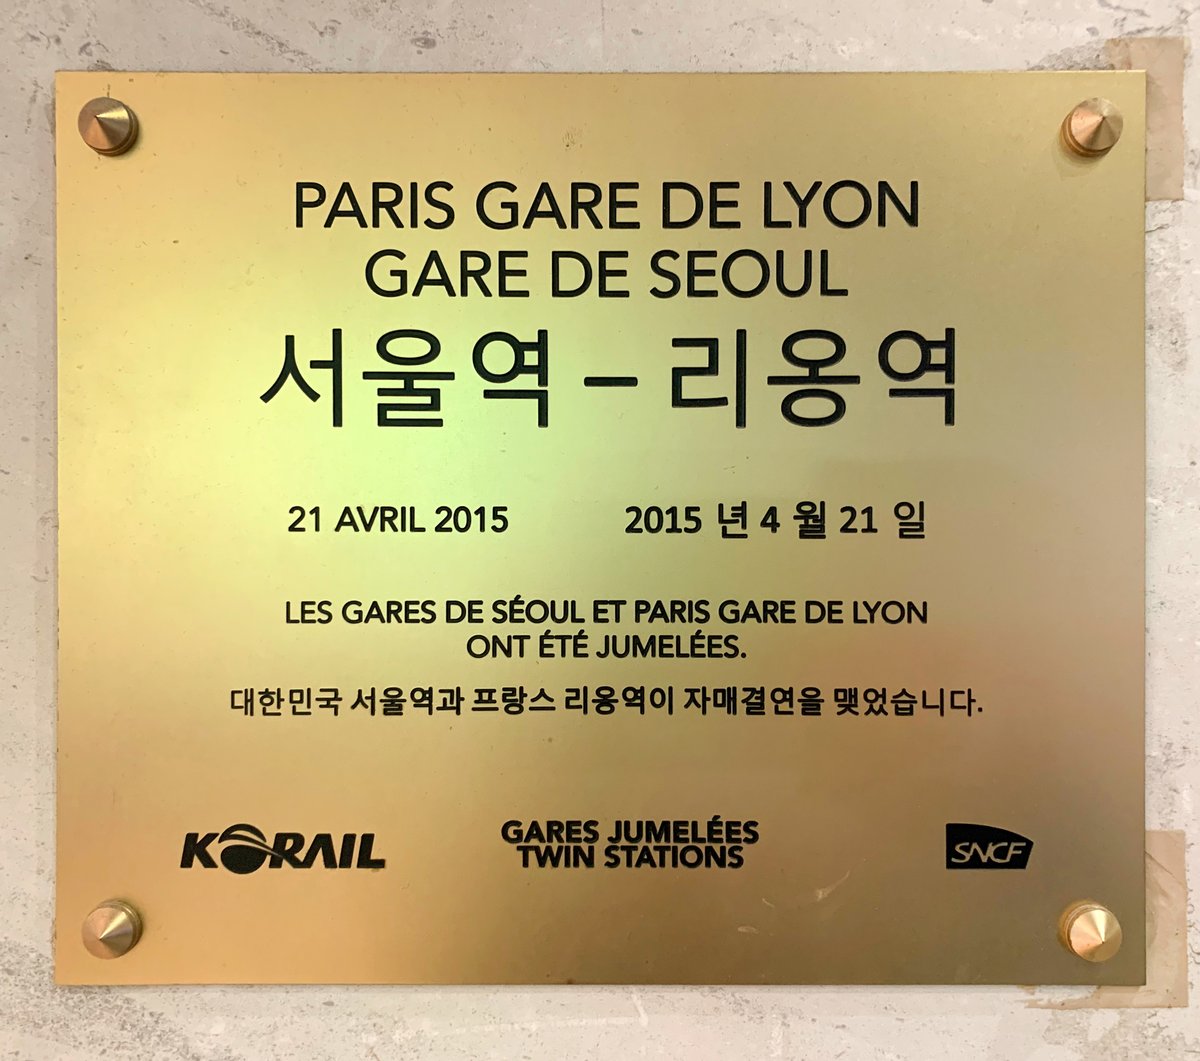 PARIS GARE DE LYON
GARE DE SEOUL
서울역 – 리옹역
21 AVRIL 2015 2015 년 4 월 21 일
LES GARES DE SÉOUL ET PARIS GARE DE LYON
ONT ÉTÉ JUMELÉES.
대한민국 서울역과 프랑스 리옹역이 자매결연을 맺었습니다.
KORAIL GARES JUMELÉES SNCF
TWIN STATIONS